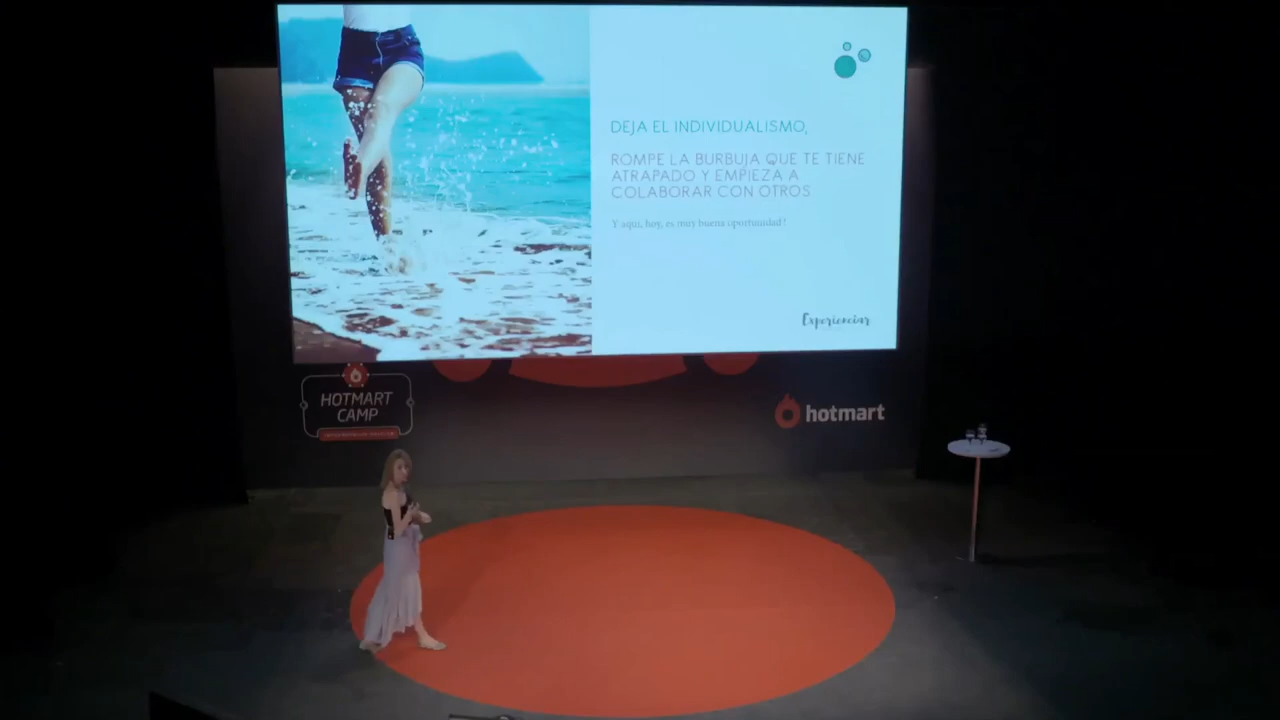 DEJA EL INDIVIDUALISMO,
ROMPE LA BURBUJA QUE TE TIENE
ATRAPADO Y EMPIEZA A
COLABORAR CON OTROS
Y aquí, hoy, es muy buena oportunidad!
Experienciar
HOTMART
CAMP
hotmart